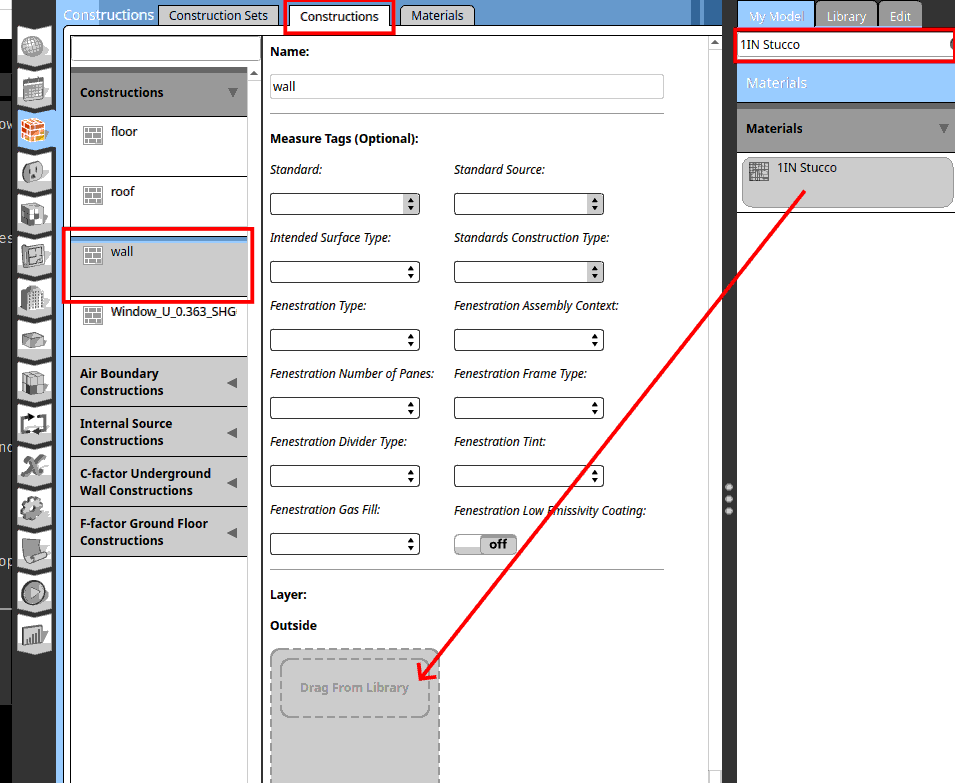 Constructions
Construction Sets
Constructions
Materials
My Model
Library
Edit
1IN Stucco
Materials
Materials
1IN Stucco
Constructions
floor
roof
wall
Window_U_0.363_SHG
Air Boundary
Constructions
Internal Source
Constructions
C-factor Underground
Wall Constructions
F-factor Ground Floor
Constructions
Name:
wall
Measure Tags (Optional):
Standard:
Standard Source:
Intended Surface Type:
Standards Construction Type:
Fenestration Type:
Fenestration Assembly Context:
Fenestration Number of Panes:
Fenestration Frame Type:
Fenestration Divider Type:
Fenestration Tint:
Fenestration Gas Fill:
Fenestration Low Emissivity Coating:
off
Layer:
Outside
Drag From Library